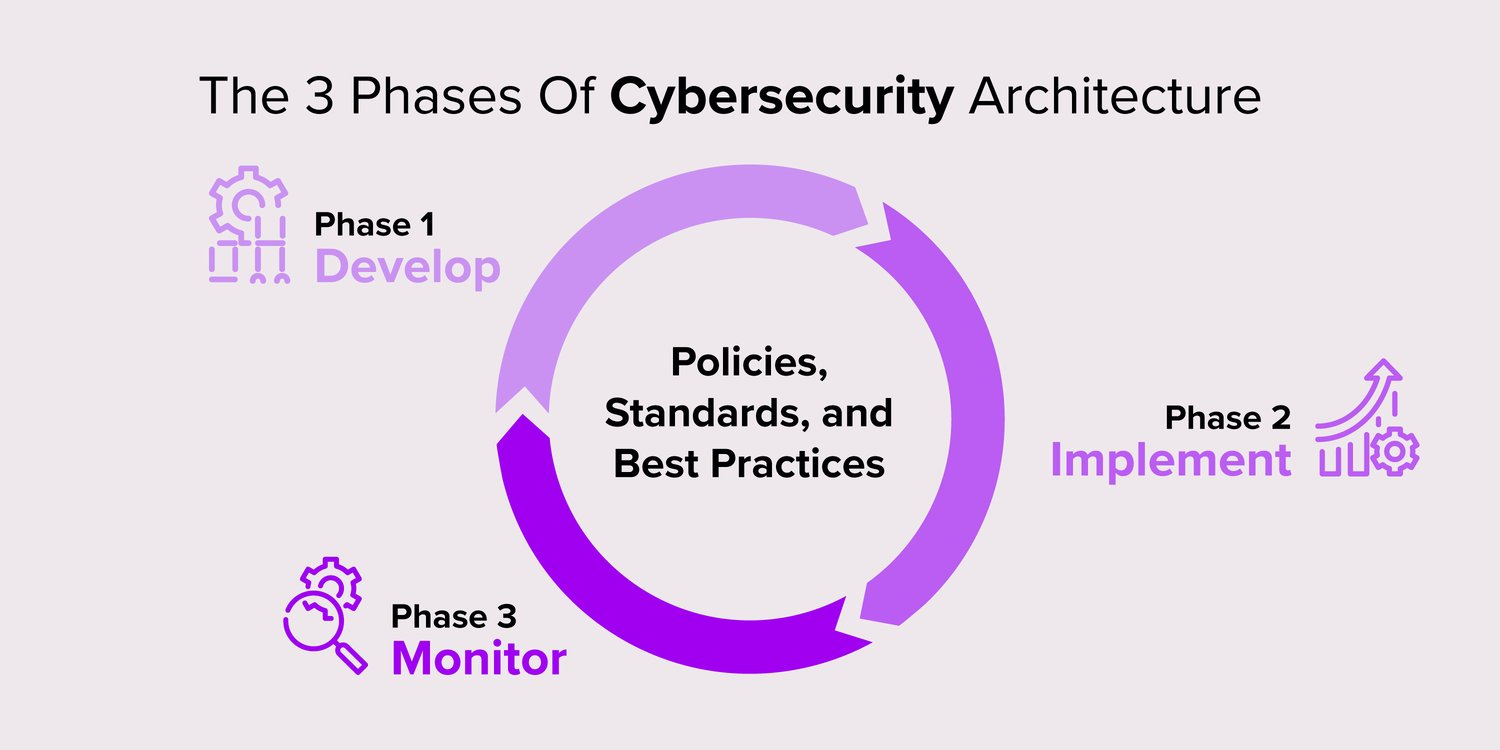 The 3 Phases Of Cybersecurity Architecture
Phase 1
Develop
Policies,
Standards, and
Best Practices
Phase 2
Implement
Phase 3
Monitor